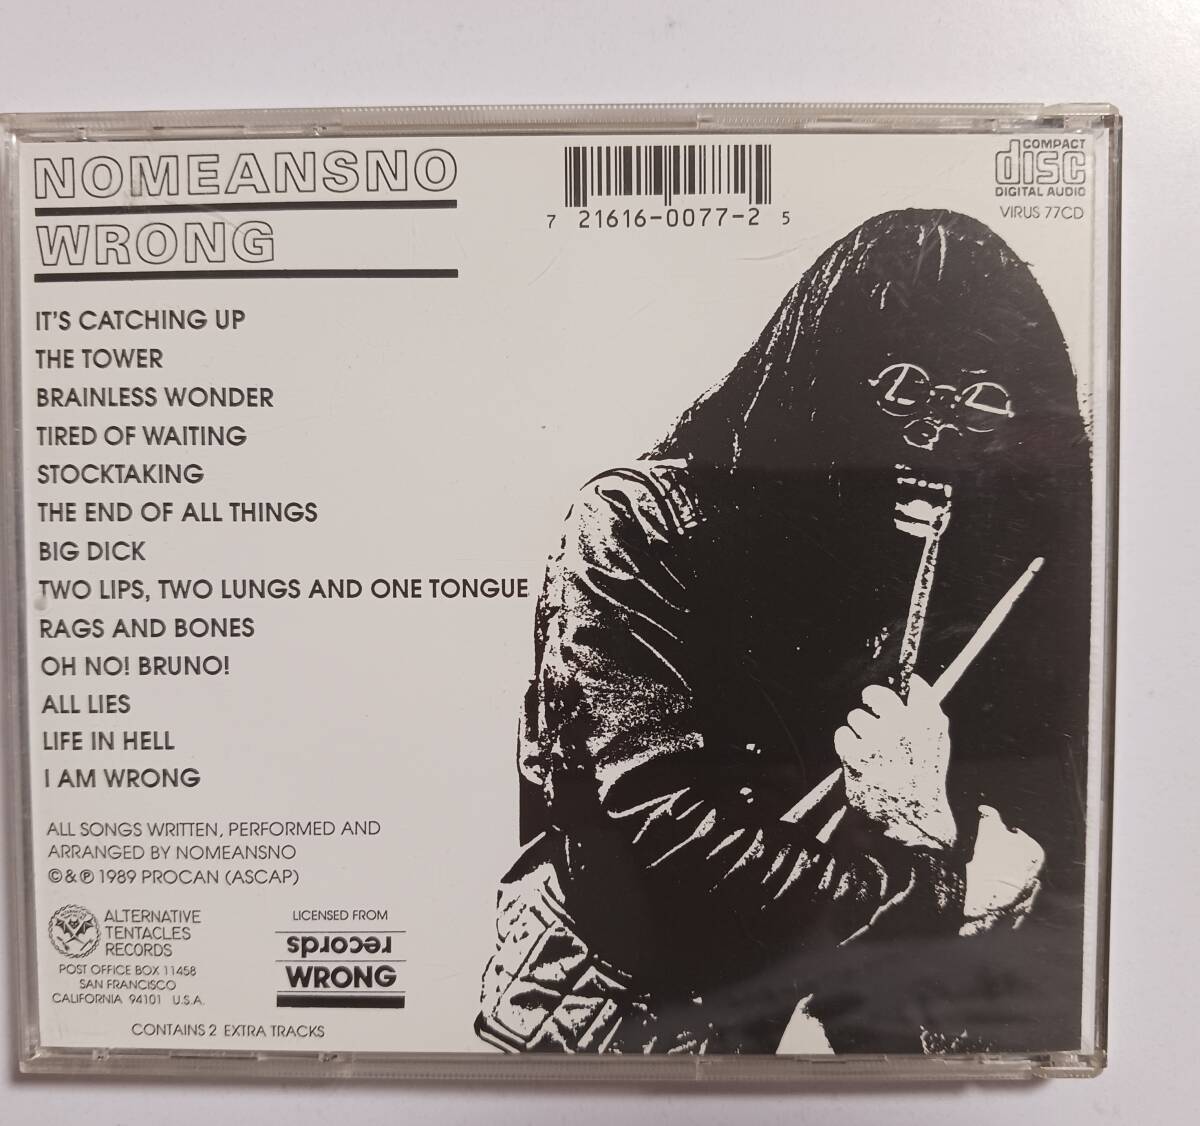 NOMEANSNO
WRONG
7 21616-0077-2 5
COMPACT
disc
DIGITAL AUDIO
VIRUS 77CD
IT'S CATCHING UP
THE TOWER
BRAINLESS WONDER
TIRED OF WAITING
STOCKTAKING
THE END OF ALL THINGS
BIG DICK
TWO LIPS, TWO LUNGS AND ONE TONGUE
RAGS AND BONES
OH NO! BRUNO!
ALL LIES
LIFE IN HELL
I AM WRONG
ALL SONGS WRITTEN, PERFORMED AND
ARRANGED BY NOMEANSNO
©&℗ 1989 PROCAN (ASCAP)
ALTERNATIVE
TENTACLES
RECORDS
POST OFFICE BOX 11458
SAN FRANCISCO
CALIFORNIA 94101 U.S.A.
LICENSED FROM
records
WRONG
CONTAINS 2 EXTRA TRACKS